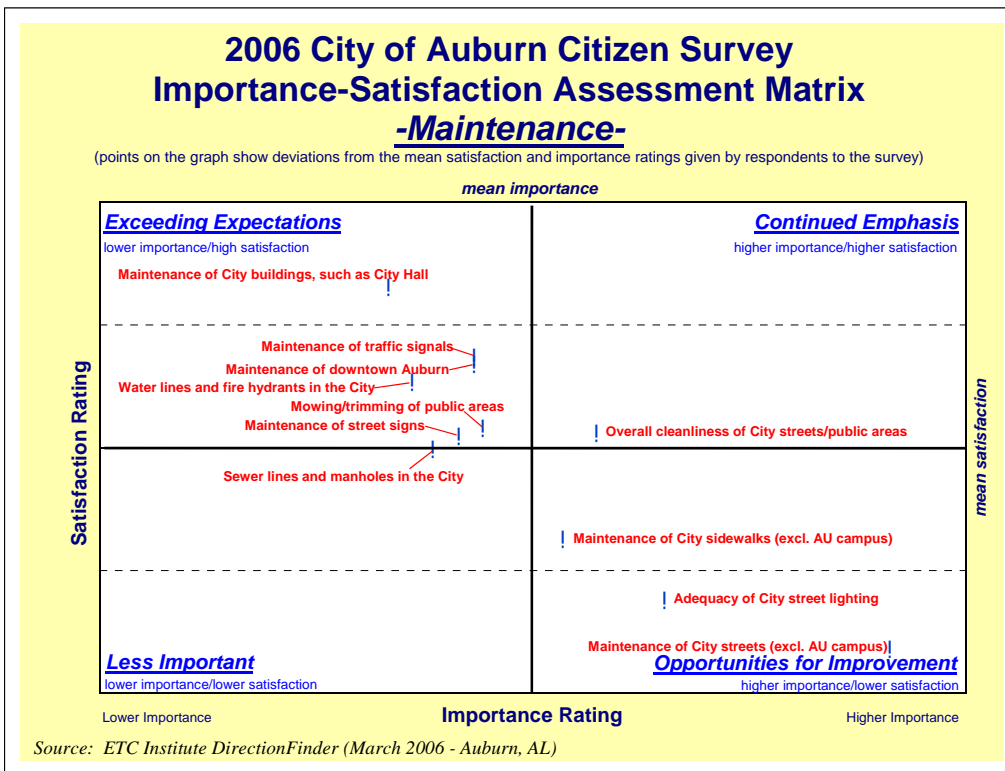 2006 City of Auburn Citizen Survey
Importance-Satisfaction Assessment Matrix
-Maintenance-
(points on the graph show deviations from the mean satisfaction and importance ratings given by respondents to the survey)
mean importance
Exceeding Expectations
lower importance/high satisfaction
Continued Emphasis
higher importance/higher satisfaction
Maintenance of City buildings, such as City Hall
Maintenance of traffic signals
Maintenance of downtown Auburn
Water lines and fire hydrants in the City
Mowing/trimming of public areas
Maintenance of street signs
Overall cleanliness of City streets/public areas
Sewer lines and manholes in the City
Satisfaction Rating
mean satisfaction
Maintenance of City sidewalks (excl. AU campus)
Adequacy of City street lighting
Maintenance of City streets (excl. AU campus)
Less Important
lower importance/lower satisfaction
Opportunities for Improvement
higher importance/lower satisfaction
Lower Importance
Importance Rating
Higher Importance
Source: ETC Institute DirectionFinder (March 2006 - Auburn, AL)